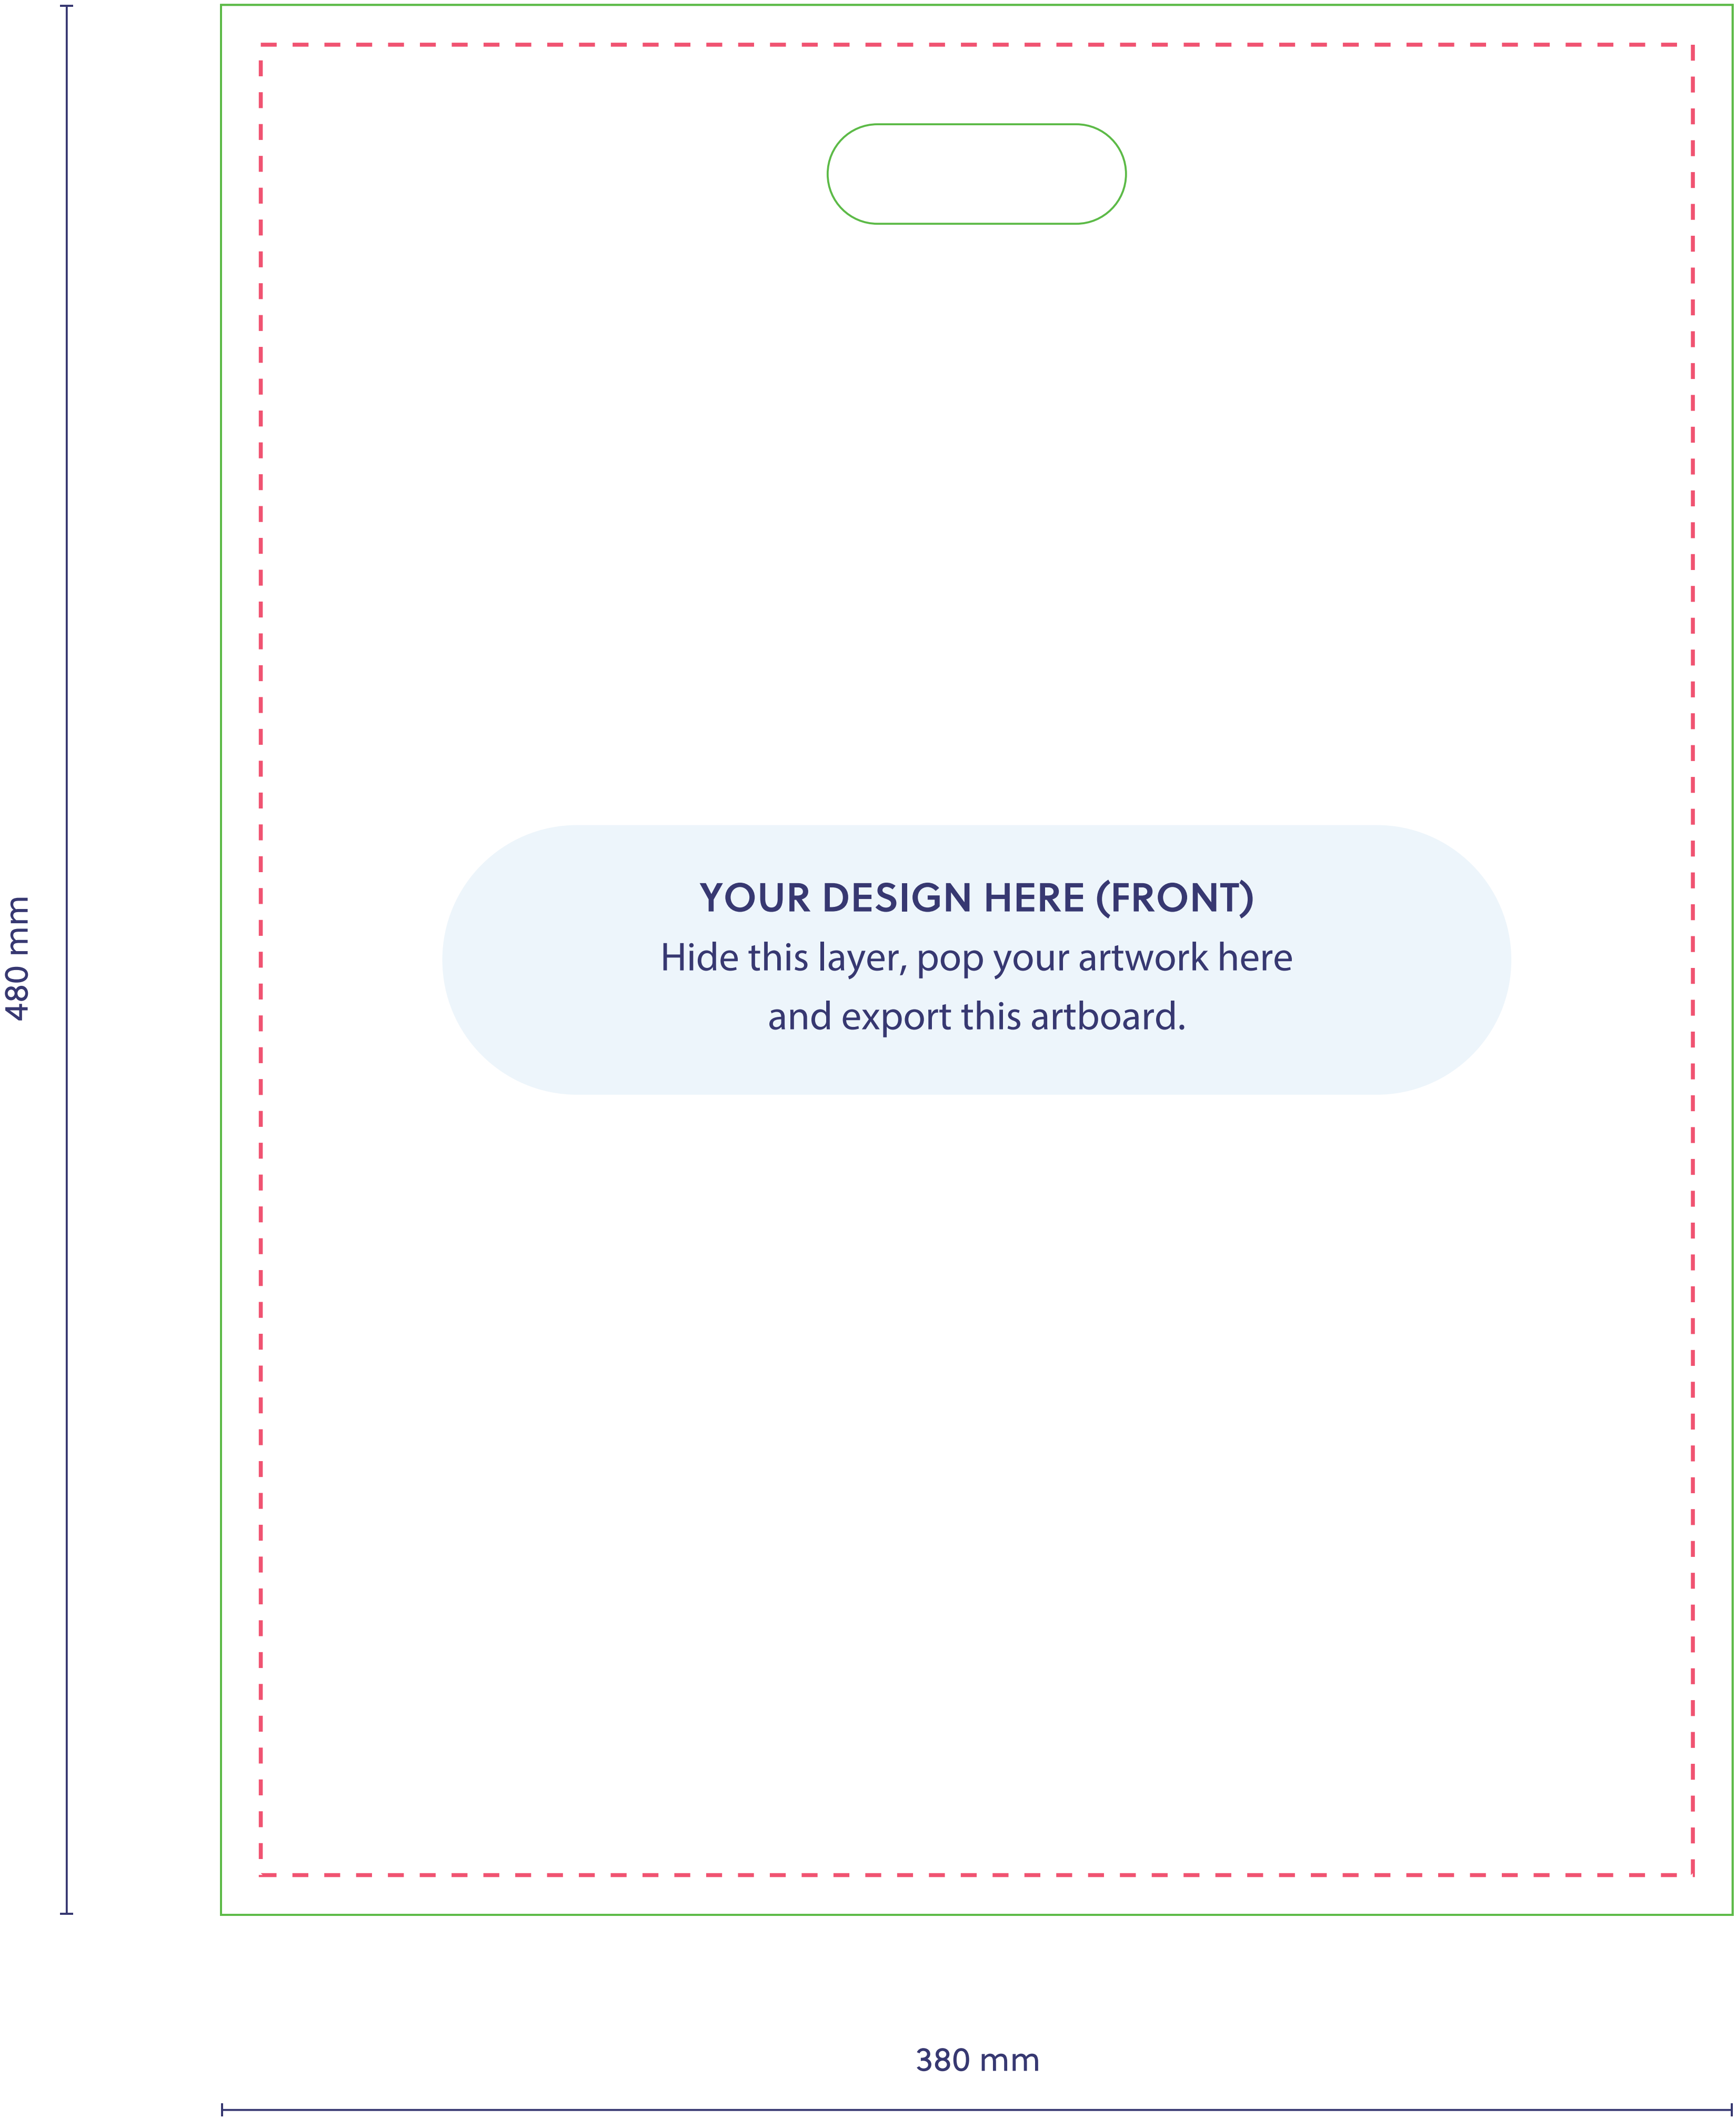 480 mm
YOUR DESIGN HERE (FRONT)
Hide this layer, pop your artwork here
and export this artboard.
380 mm